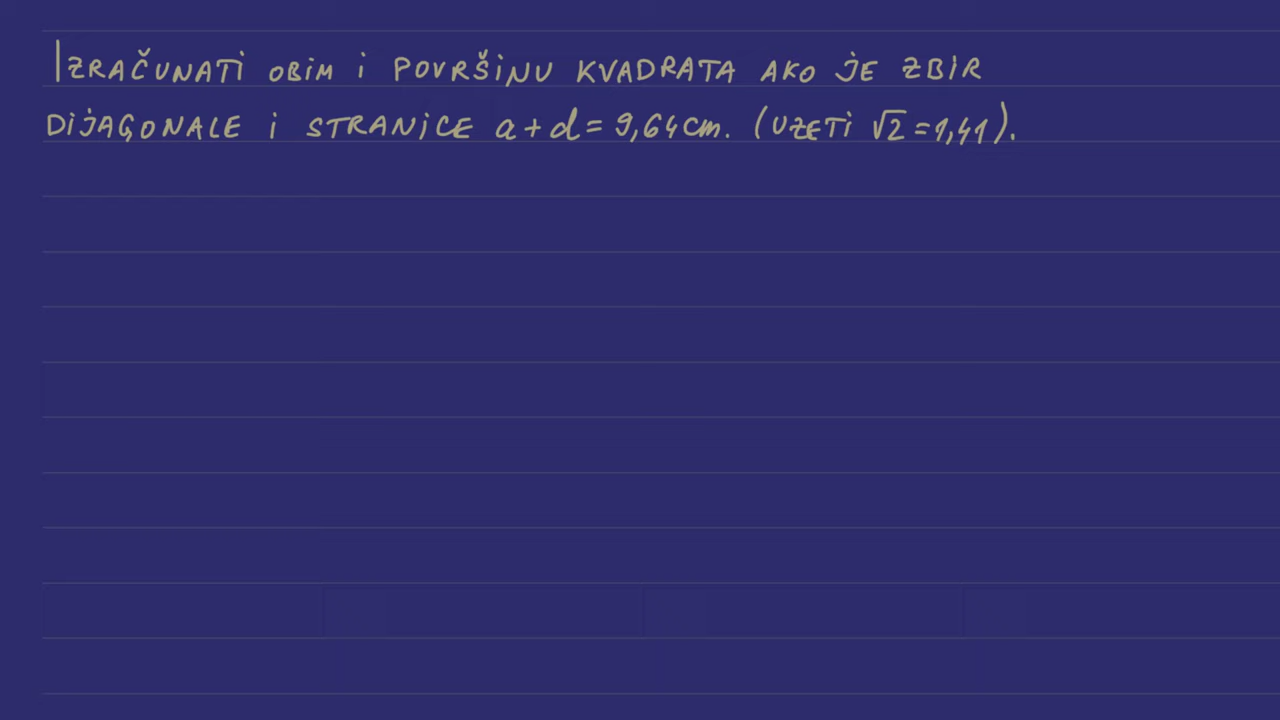 IZRAČUNATI OBIM I POVRŠINU KVADRATA AKO JE ZBIR
DIJAGONALE I STRANICE a+d=9,64cm. (UZETI √2=1,41).